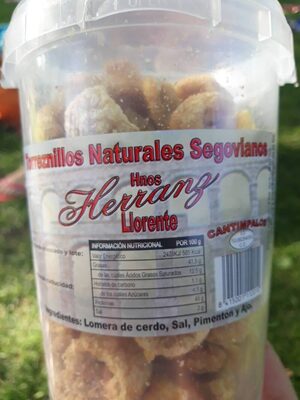 Torreznillos Naturales Segovianos
Hnos
Herranz
Llorente
CANTIMPALOS
INFORMACIÓN NUTRICIONAL POR 100 g
Valor Energético
Grasas
de las cuales Ácidos Grasos Saturados
Hidratos de carbono
de los cuales Azúcares
Proteínas
Sal
Ingredientes: Lomera de cerdo, Sal, Pimentón y Ajo.